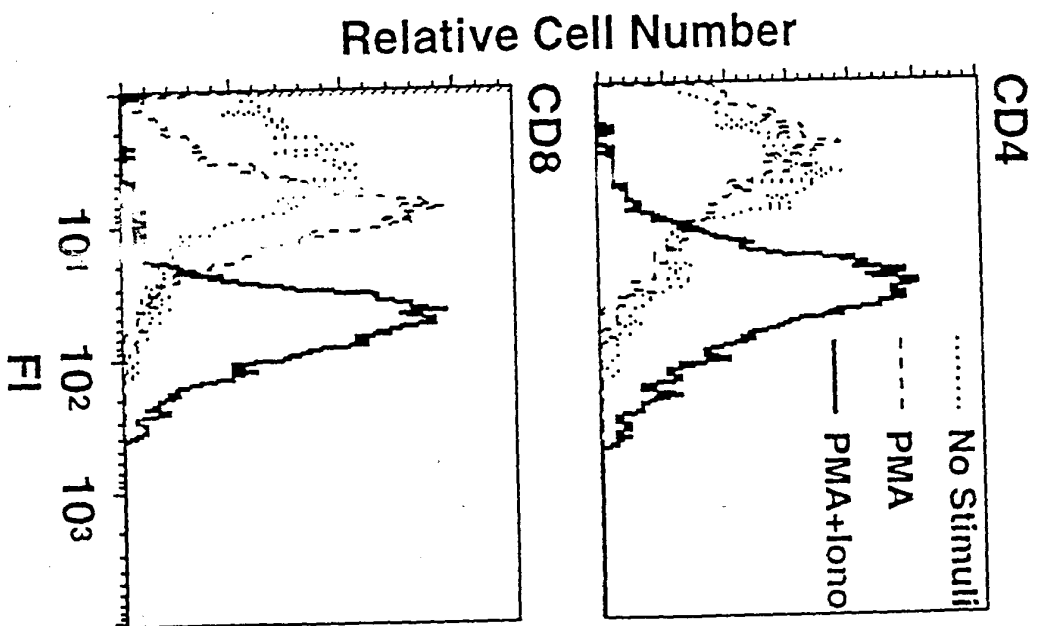 Relative Cell Number
CD4
No Stimuli
PMA
PMA+Iono
CD8
10¹ 10² 10³
FI